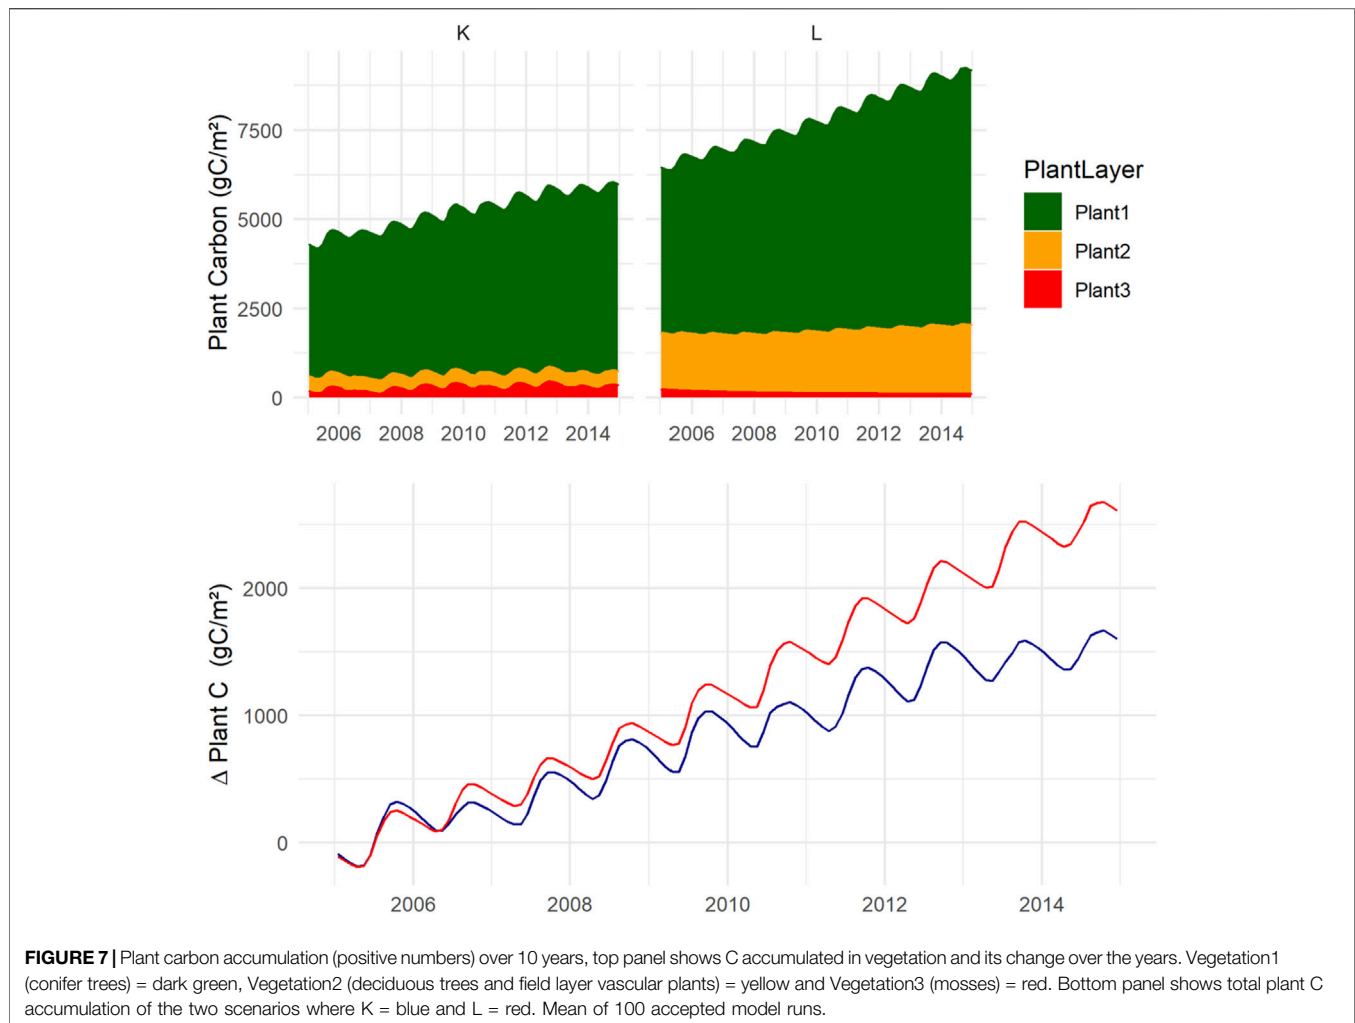 K
L
Plant Carbon (gC/m²)
7500
5000
2500
0
2006 2008 2010 2012 2014
2006 2008 2010 2012 2014
PlantLayer
Plant1
Plant2
Plant3
Δ Plant C (gC/m²)
2000
1000
0
2006 2008 2010 2012 2014
FIGURE 7 | Plant carbon accumulation (positive numbers) over 10 years, top panel shows C accumulated in vegetation and its change over the years. Vegetation1
(conifer trees) = dark green, Vegetation2 (deciduous trees and field layer vascular plants) = yellow and Vegetation3 (mosses) = red. Bottom panel shows total plant C
accumulation of the two scenarios where K = blue and L = red. Mean of 100 accepted model runs.